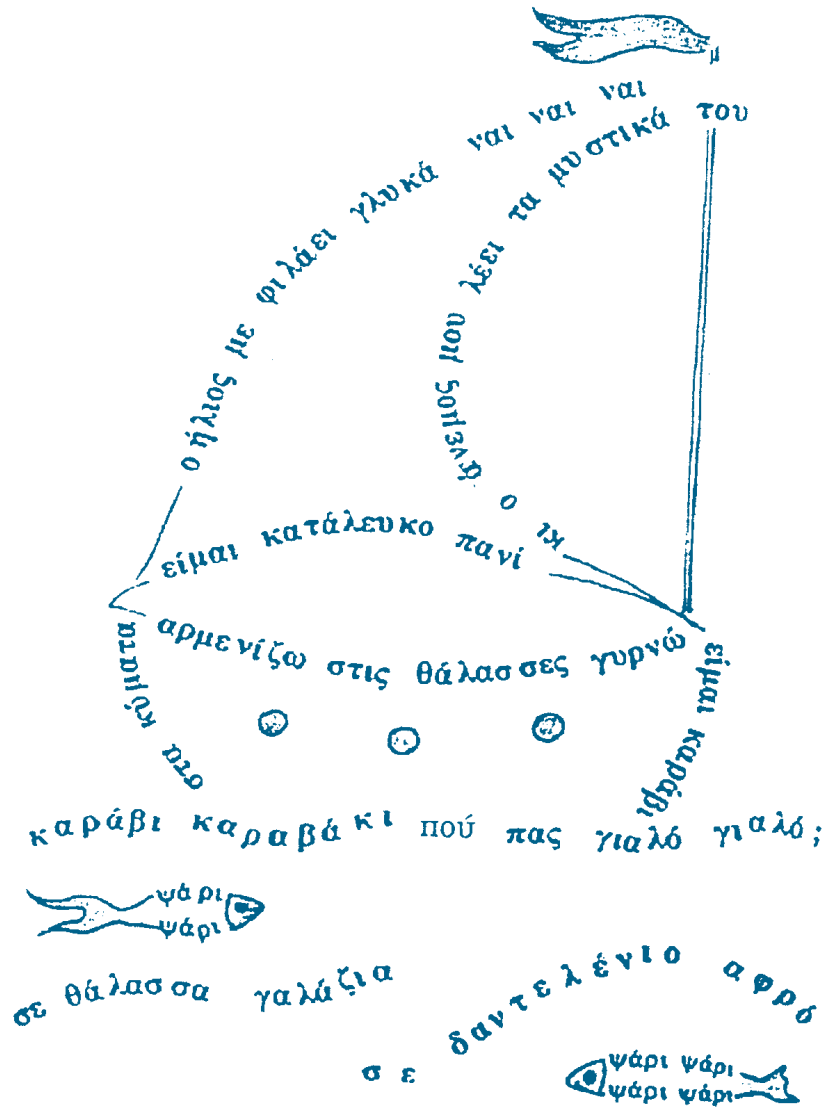 μ
ο ήλιος με φιλάει γλυκά ναι ναι ναι
κι ο άνεμος μου λέει τα μυστικά του
είμαι κατάλευκο πανί
αρμενίζω στις θάλασσες γυρνώ
στα κύματα
είμαι καράβι
καράβι καραβάκι πού πας γιαλό γιαλό;
ψάρι
ψάρι
σε θάλασσα γαλάζια
σε δαντελένιο αφρό
ψάρι ψάρι
ψάρι ψάρι